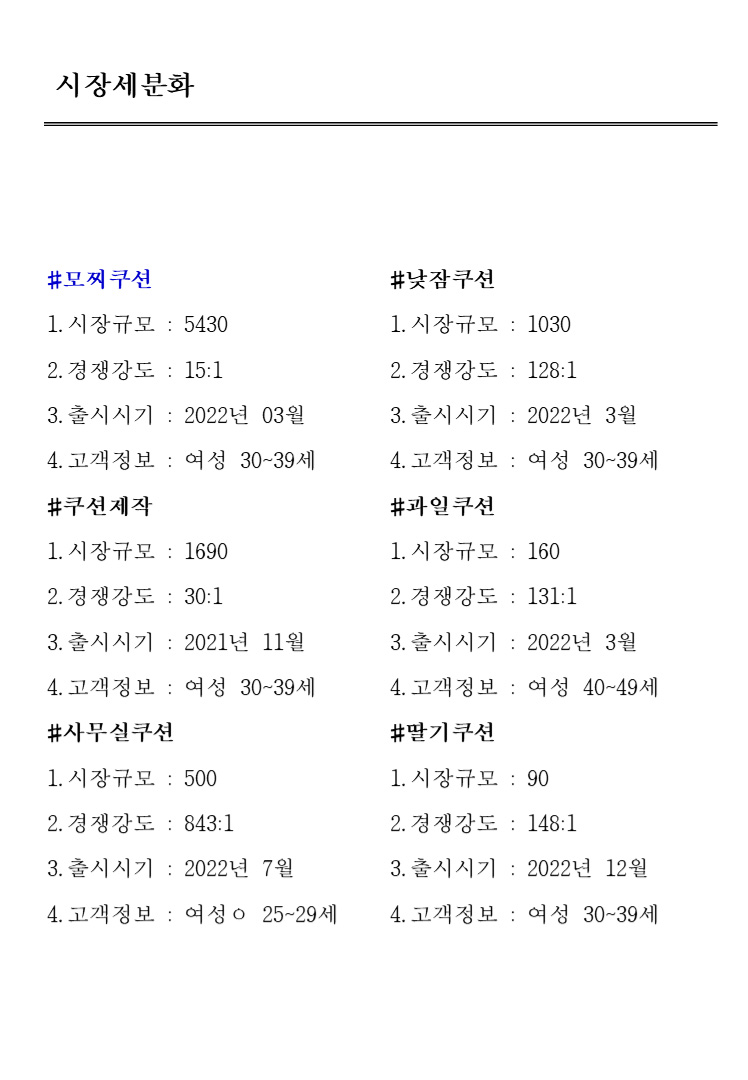 시장세분화
#모찌쿠션
1.시장규모 : 5430
2.경쟁강도 : 15:1
3.출시시기 : 2022년 03월
4.고객정보 : 여성 30~39세
#쿠션제작
1.시장규모 : 1690
2.경쟁강도 : 30:1
3.출시시기 : 2021년 11월
4.고객정보 : 여성 30~39세
#사무실쿠션
1.시장규모 : 500
2.경쟁강도 : 843:1
3.출시시기 : 2022년 7월
4.고객정보 : 여성ㅇ 25~29세
#낮잠쿠션
1.시장규모 : 1030
2.경쟁강도 : 128:1
3.출시시기 : 2022년 3월
4.고객정보 : 여성 30~39세
#과일쿠션
1.시장규모 : 160
2.경쟁강도 : 131:1
3.출시시기 : 2022년 3월
4.고객정보 : 여성 40~49세
#딸기쿠션
1.시장규모 : 90
2.경쟁강도 : 148:1
3.출시시기 : 2022년 12월
4.고객정보 : 여성 30~39세